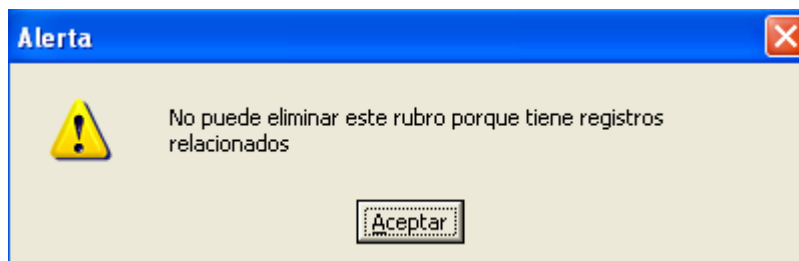 Alerta
No puede eliminar este rubro porque tiene registros
relacionados
Aceptar